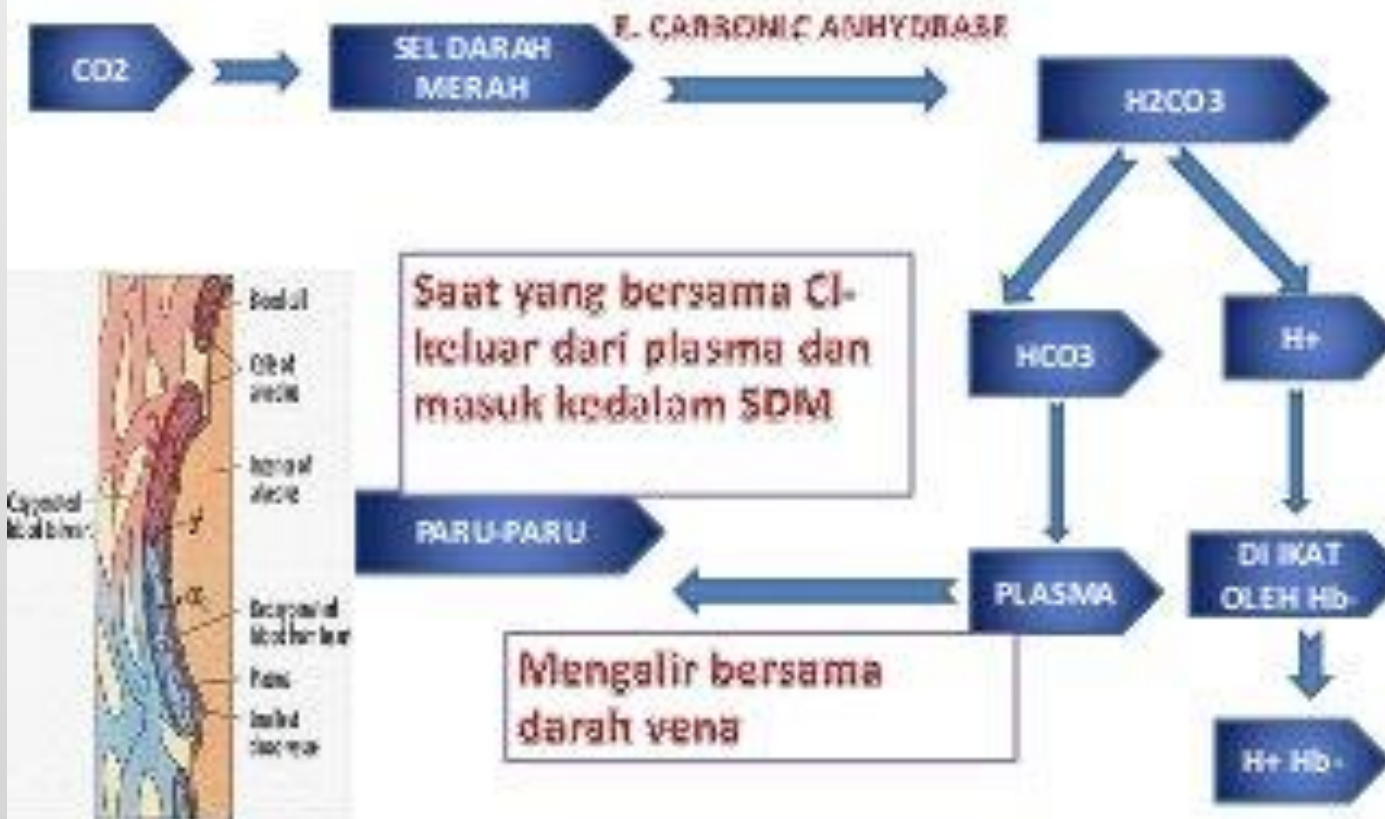 CO2
SEL DARAH
MERAH
E. CARBONIC ANHYDRASE
H2CO3
Saat yang bersama Cl-
keluar dari plasma dan
masuk kedalam SDM
HCO3
H+
PARU-PARU
PLASMA
DI IKAT
OLEH Hb-
Mengalir bersama
darah vena
H+ Hb-